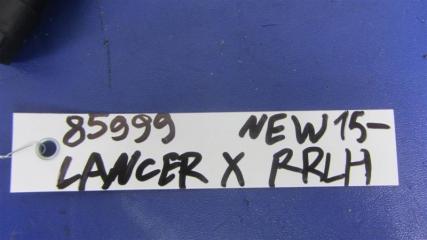 85999 NEW 15-
LANCER X RRLH